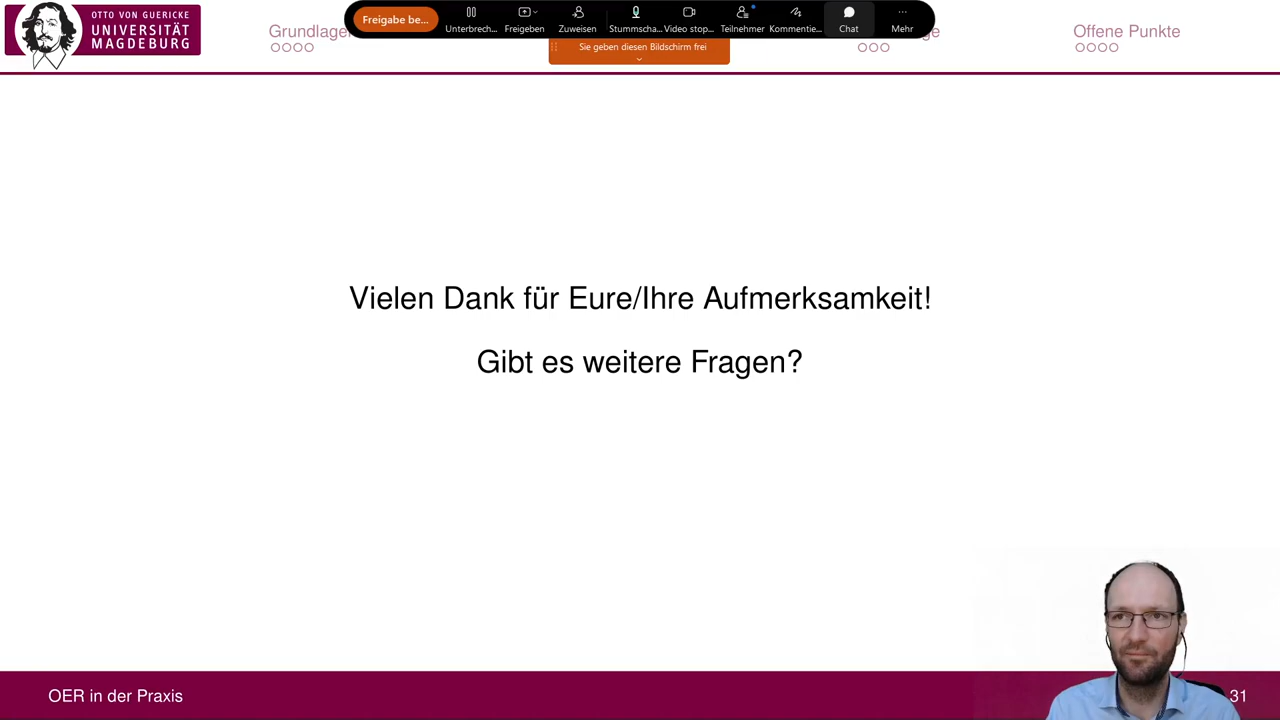 OTTO VON GUERICKE
UNIVERSITÄT
MAGDEBURG
Grundlagen
Freigabe be...
Unterbrech...
Freigeben
Zuweisen
Stummscha...
Video stop...
Teilnehmer
Kommentie...
Chat
Mehr
Sie geben diesen Bildschirm frei
Offene Punkte
Vielen Dank für Eure/Ihre Aufmerksamkeit!
Gibt es weitere Fragen?
OER in der Praxis
31